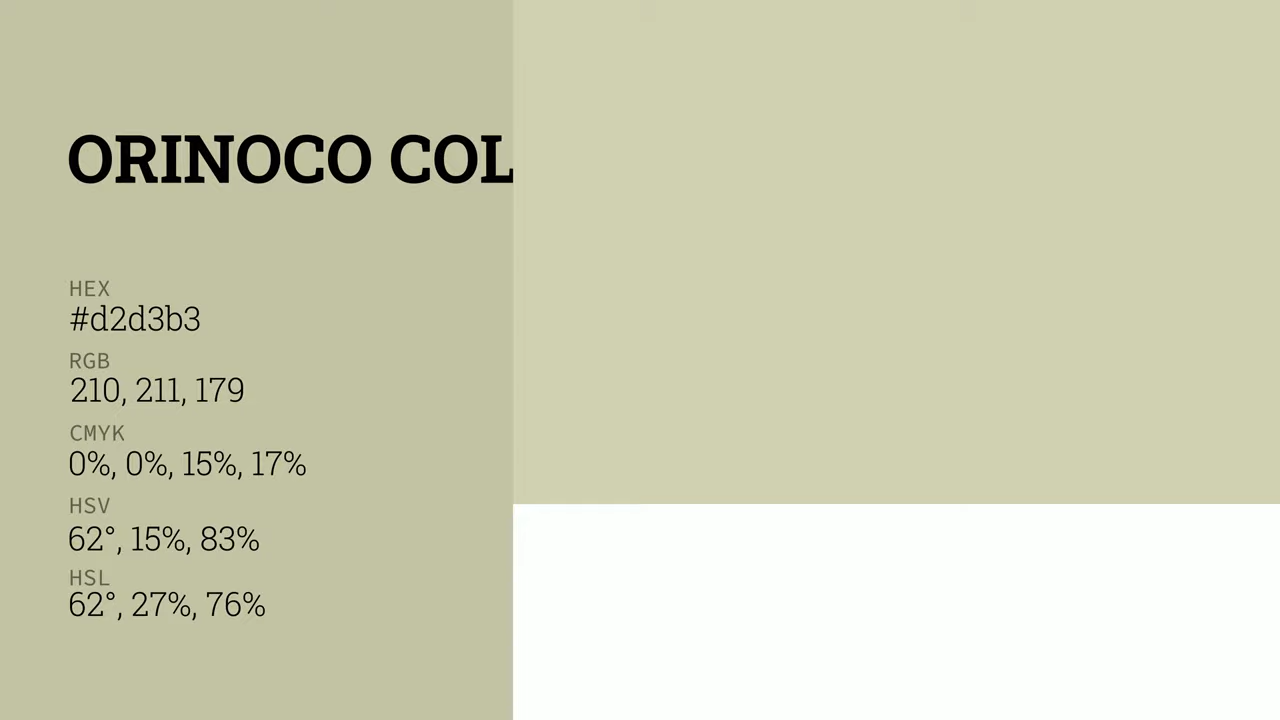 ORINOCO COL
HEX
#d2d3b3
RGB
210, 211, 179
CMYK
0%, 0%, 15%, 17%
HSV
62°, 15%, 83%
HSL
62°, 27%, 76%